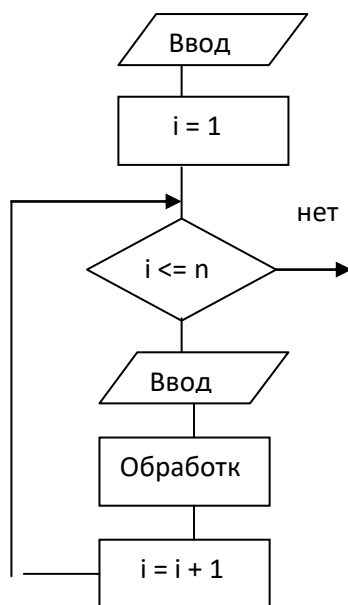 Ввод
i = 1
нет
i <= n
Ввод
Обработк
i = i + 1